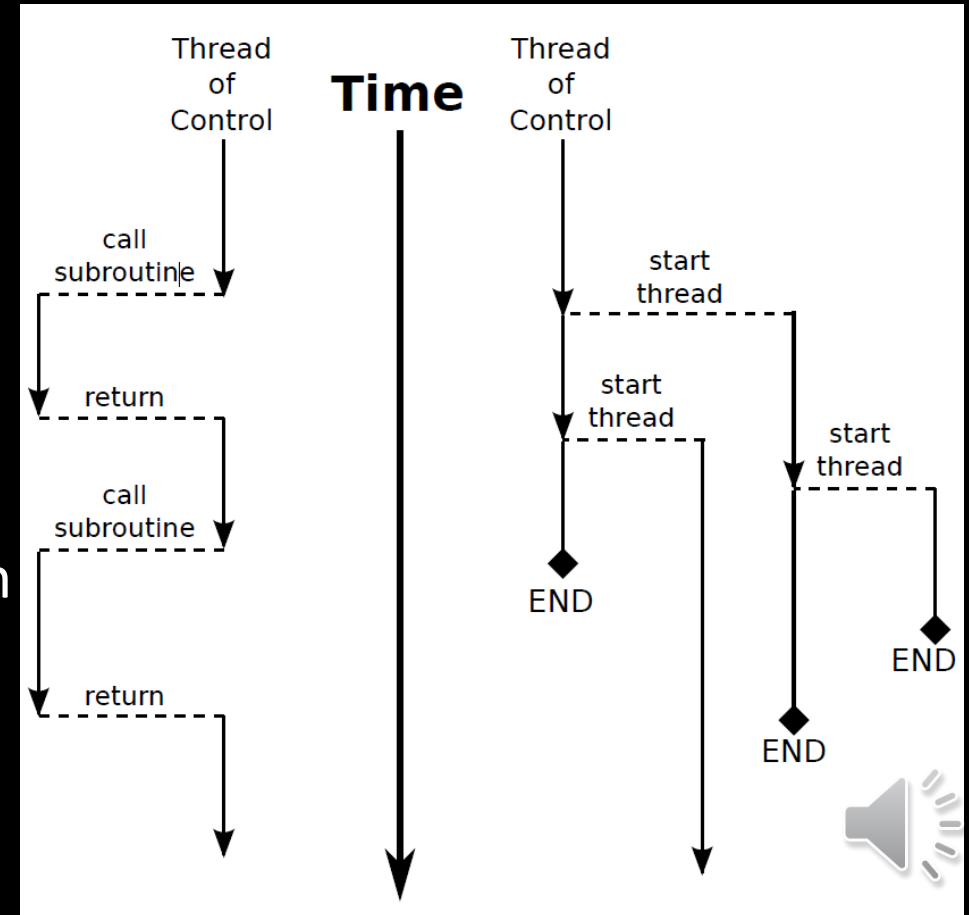 Thread
of
Control
Time
Thread
of
Control
call
subroutine
start
thread
return
start
thread
start
thread
call
subroutine
END
END
return
END